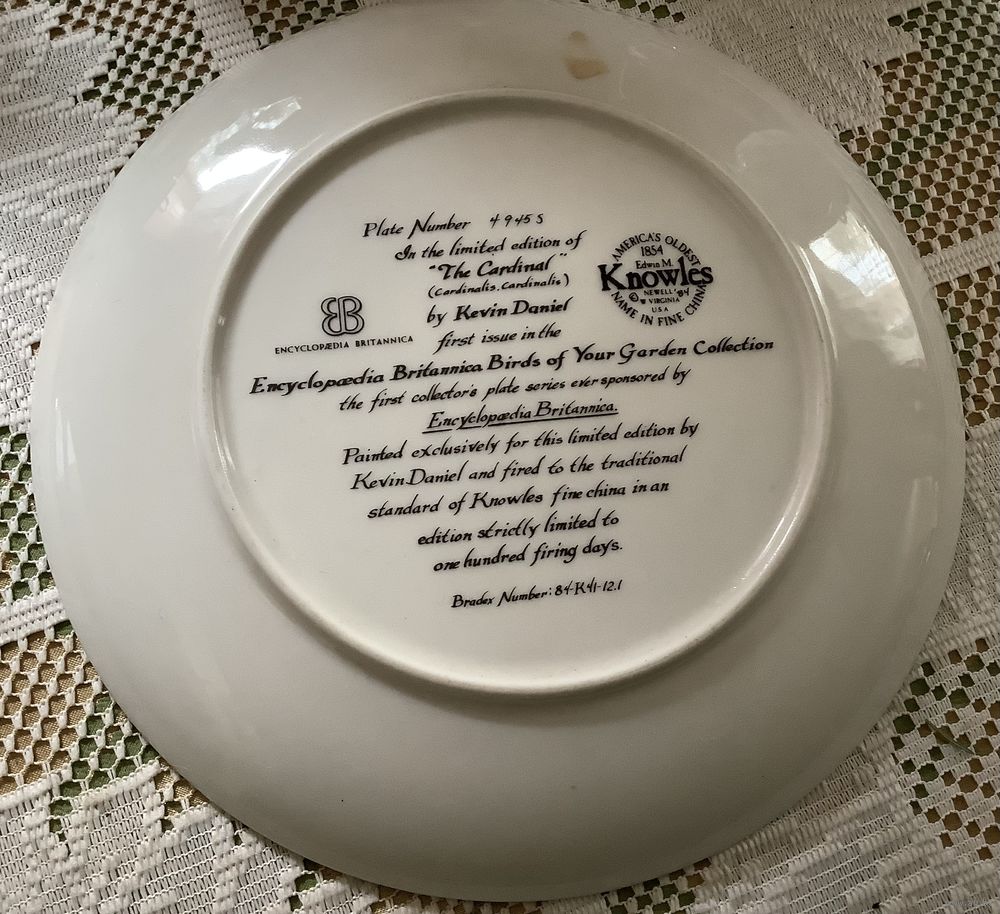 Plate Number 4945S
In the limited edition of
"The Cardinal"
(Cardinalis, cardinalis)
by Kevin Daniel
first issue in the
Encyclopædia Britannica Birds of Your Garden Collection
the first collector's plate series ever sponsored by
Encyclopædia Britannica.
Painted exclusively for this limited edition by
Kevin Daniel and fired to the traditional
standard of Knowles fine china in an
edition strictly limited to
one hundred firing days.
Bradex Number: 84-K41-12.1
ENCYCLOPÆDIA BRITANNICA
AMERICA'S OLDEST
1854
Edwin M.
Knowles
NEWELL '84
© W VIRGINIA
USA
NAME IN FINE CHINA